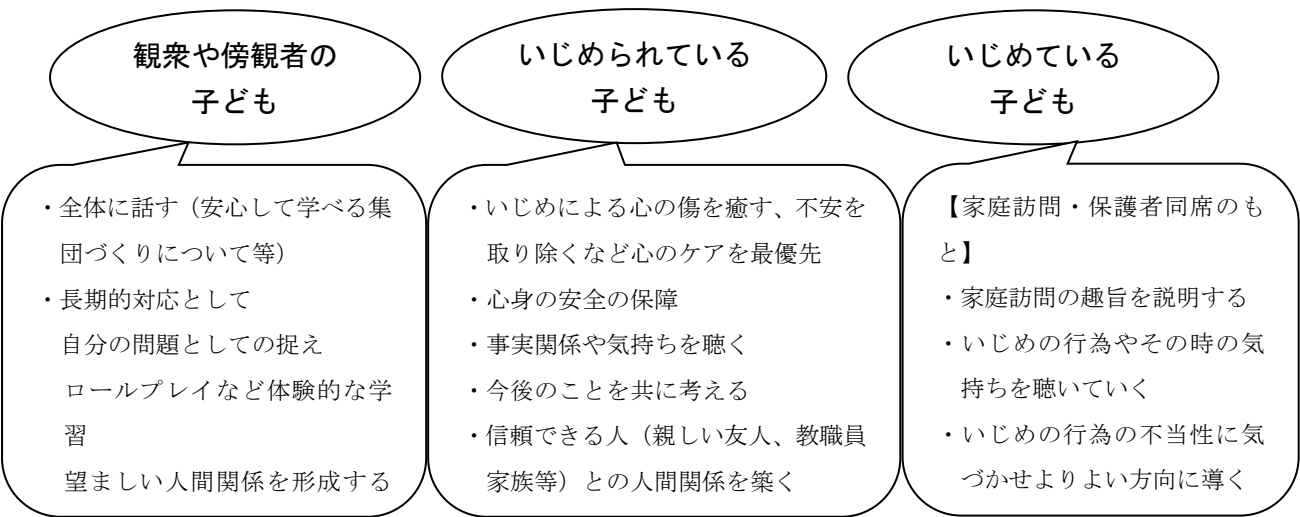 観衆や傍観者の
子ども
・全体に話す（安心して学べる集
団づくりについて等）
・長期的対応として
自分の問題としての捉え
ロールプレイなど体験的な学
習
望ましい人間関係を形成する
いじめられている
子ども
・いじめによる心の傷を癒す、不安を
取り除くなど心のケアを最優先
・心身の安全の保障
・事実関係や気持ちを聴く
・今後のことを共に考える
・信頼できる人（親しい友人、教職員
家族等）との人間関係を築く
いじめている
子ども
【家庭訪問・保護者同席のも
と】
・家庭訪問の趣旨を説明する
・いじめの行為やその時の気
持ちを聴いていく
・いじめの行為の不当性に気
づかせよりよい方向に導く